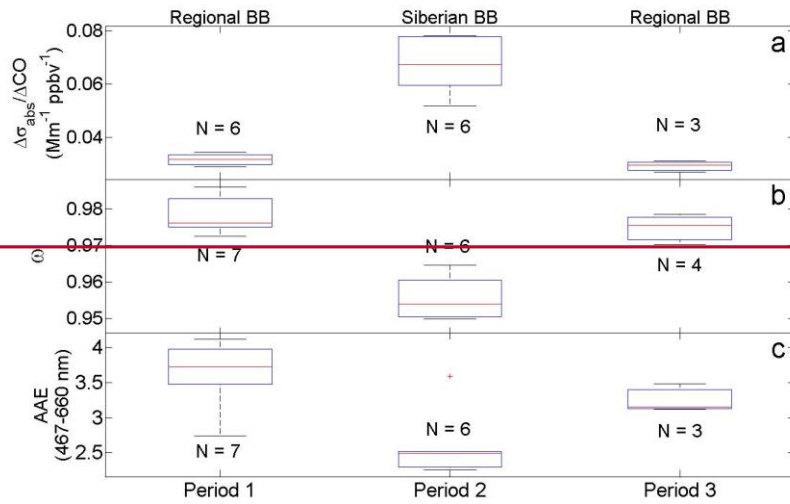 Regional BB Siberian BB Regional BB
a
0.08
0.06
0.04
Δσabs/ΔCO
(Mm-1 ppbv-1)
N = 6 N = 6 N = 3
b
0.98
0.97
0.96
0.95
ω
N = 7 N = 6 N = 4
c
4
3.5
3
2.5
AAE
(467-660 nm)
N = 7 N = 6 N = 3
Period 1 Period 2 Period 3